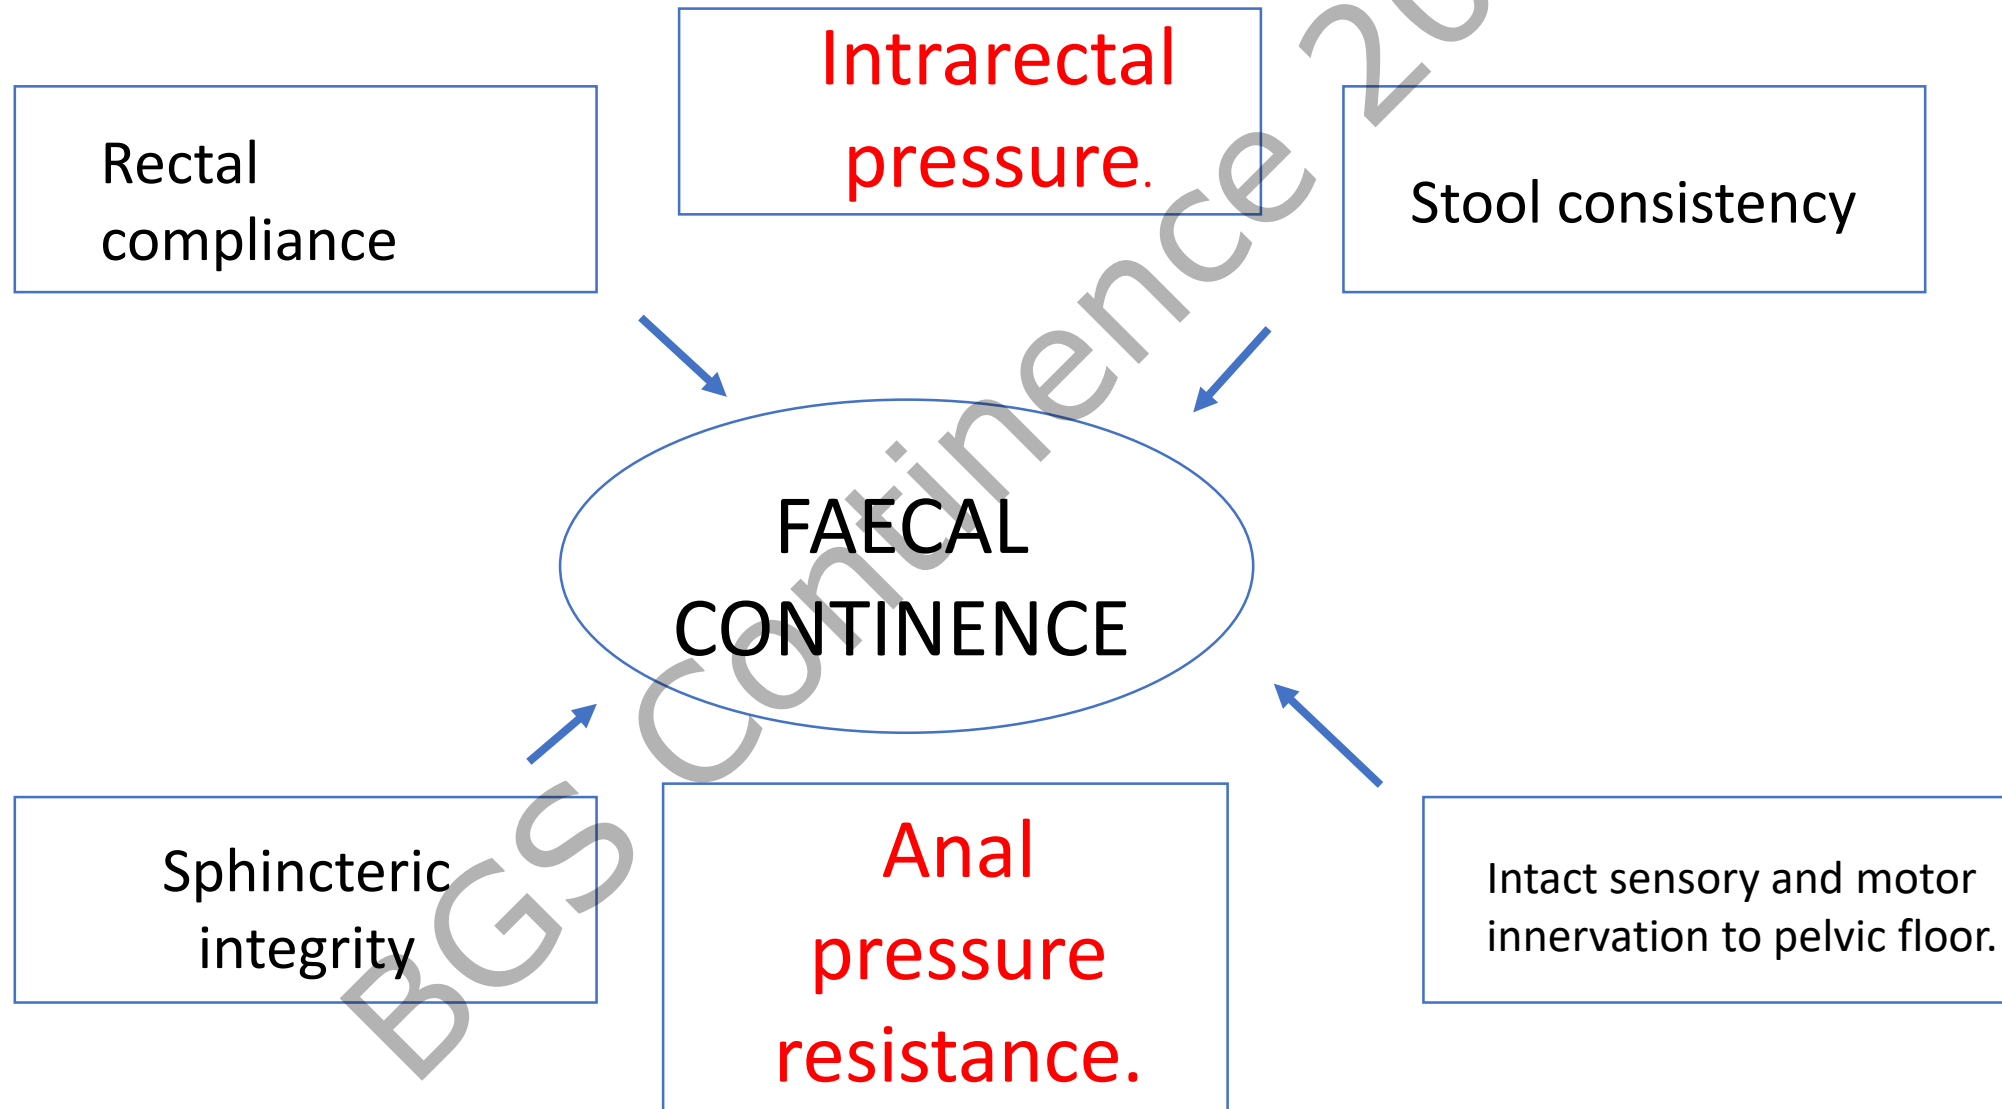 Intrarectal
pressure.
Rectal
compliance
Stool consistency
FAECAL
CONTINENCE
Sphincteric
integrity
Anal
pressure
resistance.
Intact sensory and motor
innervation to pelvic floor.
BGS Continence 20